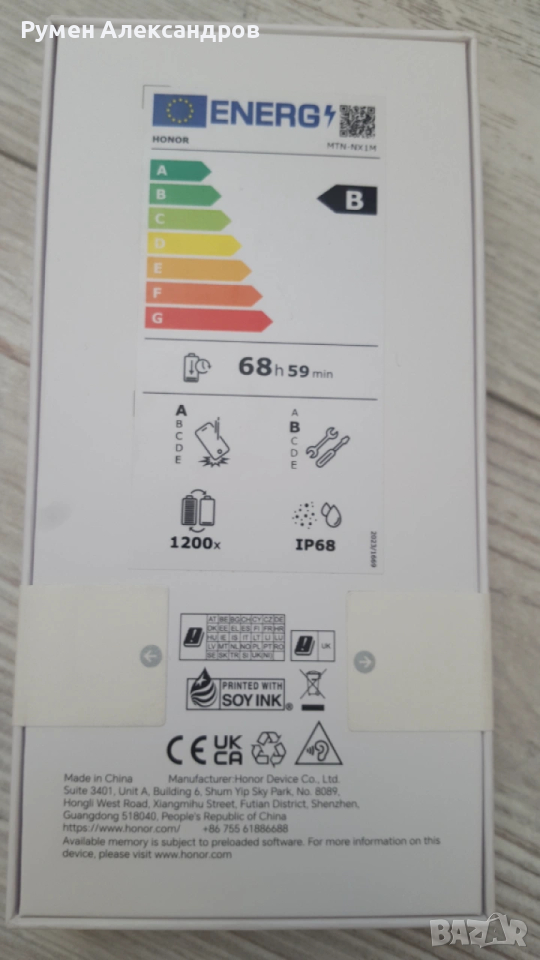 Румен Александров
ENERG
HONOR
MTN-NX1M
A
B
C
D
E
F
G
B
68 h 59 min
A
B
C
D
E
A
B
C
D
E
1200x
IP68
2023/1669
AT BE BG CH CY CZ DE
DK EE EL ES FI FR HR
HU IE IS IT LT LI LU
LV MT NL NO PL PT RO
SE SK TR SI UK(NI)
UK
PRINTED WITH
SOY INK
®
CE UK
CA
Made in China Manufacturer:Honor Device Co., Ltd.
Suite 3401, Unit A, Building 6, Shum Yip Sky Park, No. 8089,
Hongli West Road, Xiangmihu Street, Futian District, Shenzhen,
Guangdong 518040, People's Republic of China
https://www.honor.com/ +86 755 61886688
Available memory is subject to preloaded software. For more information on this
device, please visit www.honor.com
BAZAR